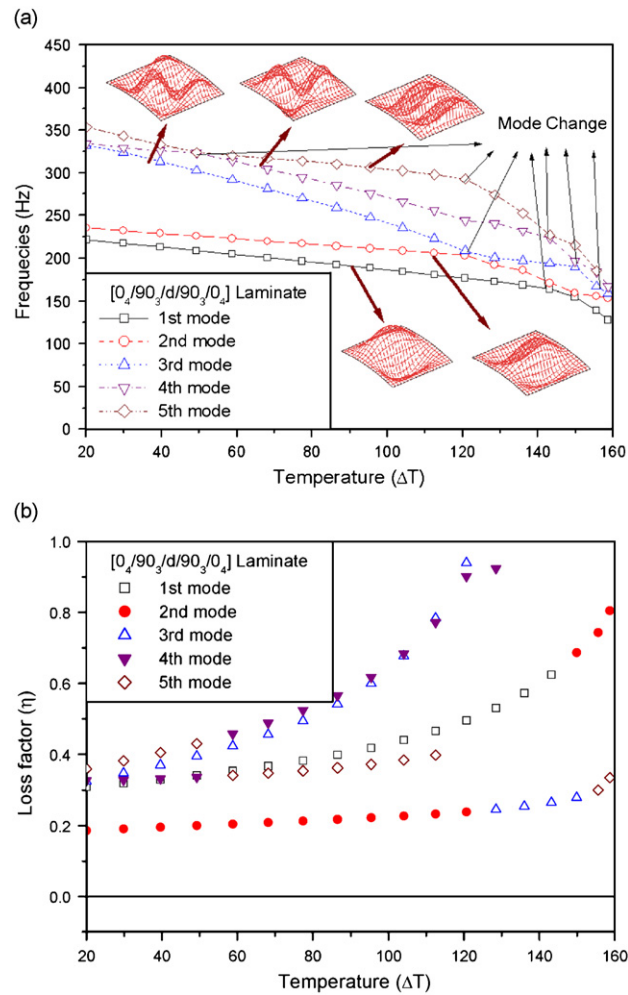 (a)
450
400
350
300
250
200
150
100
50
0
Frequecies (Hz)
Mode Change
[0₄/90₃/d/90₃/0₄] Laminate
1st mode
2nd mode
3rd mode
4th mode
5th mode
20 40 60 80 100 120 140 160
Temperature (ΔT)
(b)
1.0
0.8
0.6
0.4
0.2
0.0
Loss factor (η)
[0₄/90₃/d/90₃/0₄] Laminate
1st mode
2nd mode
3rd mode
4th mode
5th mode
20 40 60 80 100 120 140 160
Temperature (ΔT)